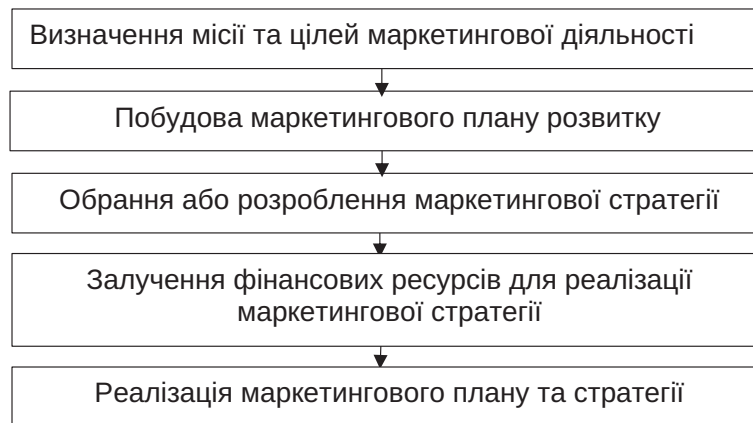 Визначення місії та цілей маркетингової діяльності
Побудова маркетингового плану розвитку
Обрання або розроблення маркетингової стратегії
Залучення фінансових ресурсів для реалізації
маркетингової стратегії
Реалізація маркетингового плану та стратегії